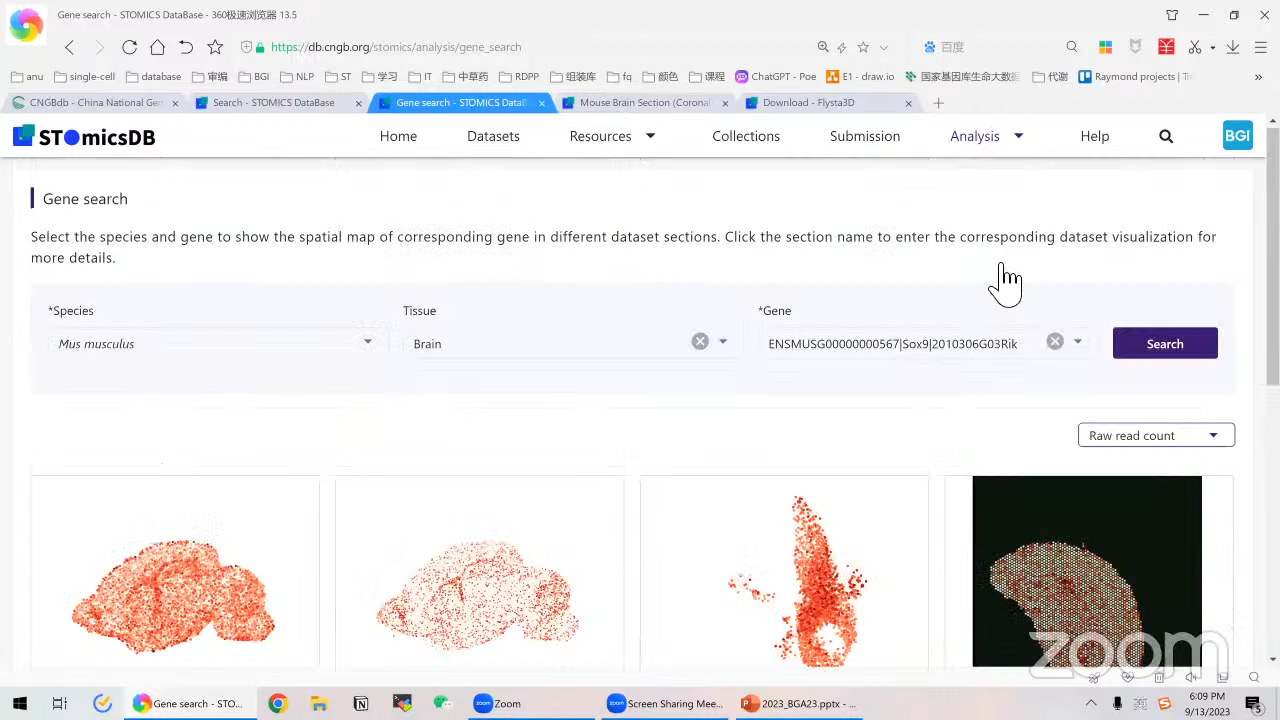 Gene search - STOMICS DataBase - 360极速浏览器 13.5
https://db.cngb.org/stomics/analysis/gene_search
百度
anu
single-cell
database
审编
BGI
NLP
ST
学习
IT
中草药
RDPP
组装库
fq
颜色
课程
ChatGPT - Poe
E1 - draw.io
国家基因库生命大数据
代谢
Raymond projects | Tr
CNGBdb - China National Gen
Search - STOMICS DataBase
Gene search - STOMICS DataB
Mouse Brain Section (Coronal
Download - Flysta3D
STOmicsDB
Home
Datasets
Resources
Collections
Submission
Analysis
Help
BGI
Gene search
Select the species and gene to show the spatial map of corresponding gene in different dataset sections. Click the section name to enter the corresponding dataset visualization for
more details.
*Species
Tissue
*Gene
Mus musculus
Brain
ENSMUSG00000000567|Sox9|2010306G03Rik
Search
Raw read count
zoom
Gene search - STO...
Zoom
Screen Sharing Mee...
2023_BGA23.pptx - ...
6:09 PM
9/13/2023
5